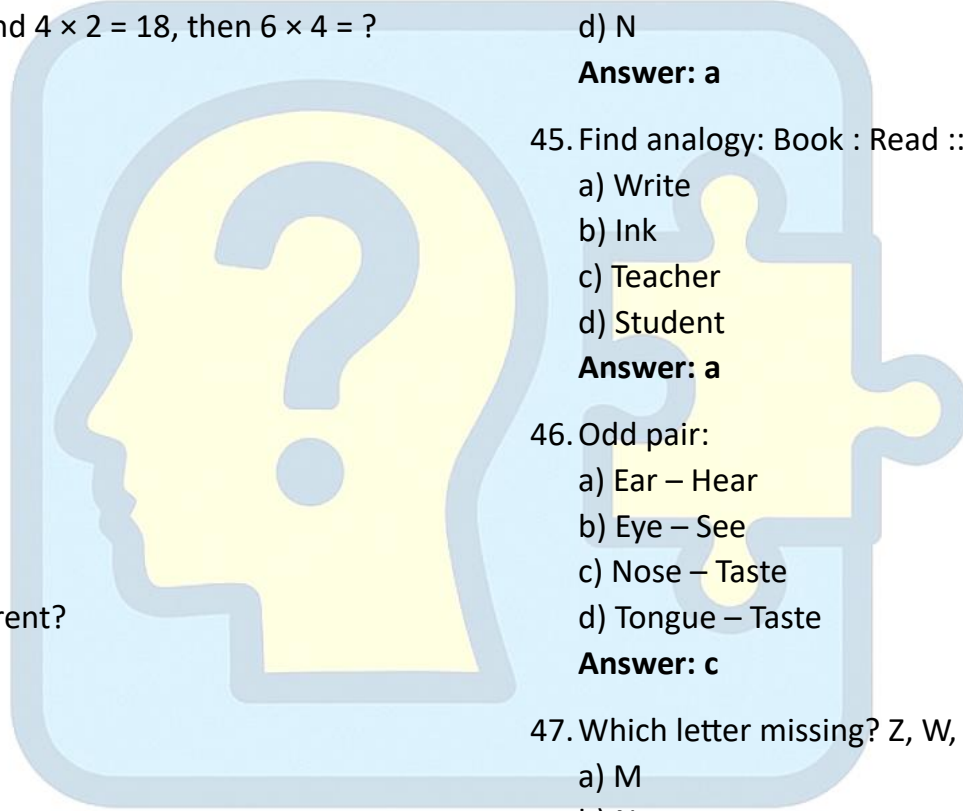 nd 4 × 2 = 18, then 6 × 4 = ?
rent?
d) N
Answer: a
45. Find analogy: Book : Read ::
a) Write
b) Ink
c) Teacher
d) Student
Answer: a
46. Odd pair:
a) Ear – Hear
b) Eye – See
c) Nose – Taste
d) Tongue – Taste
Answer: c
47. Which letter missing? Z, W,
a) M